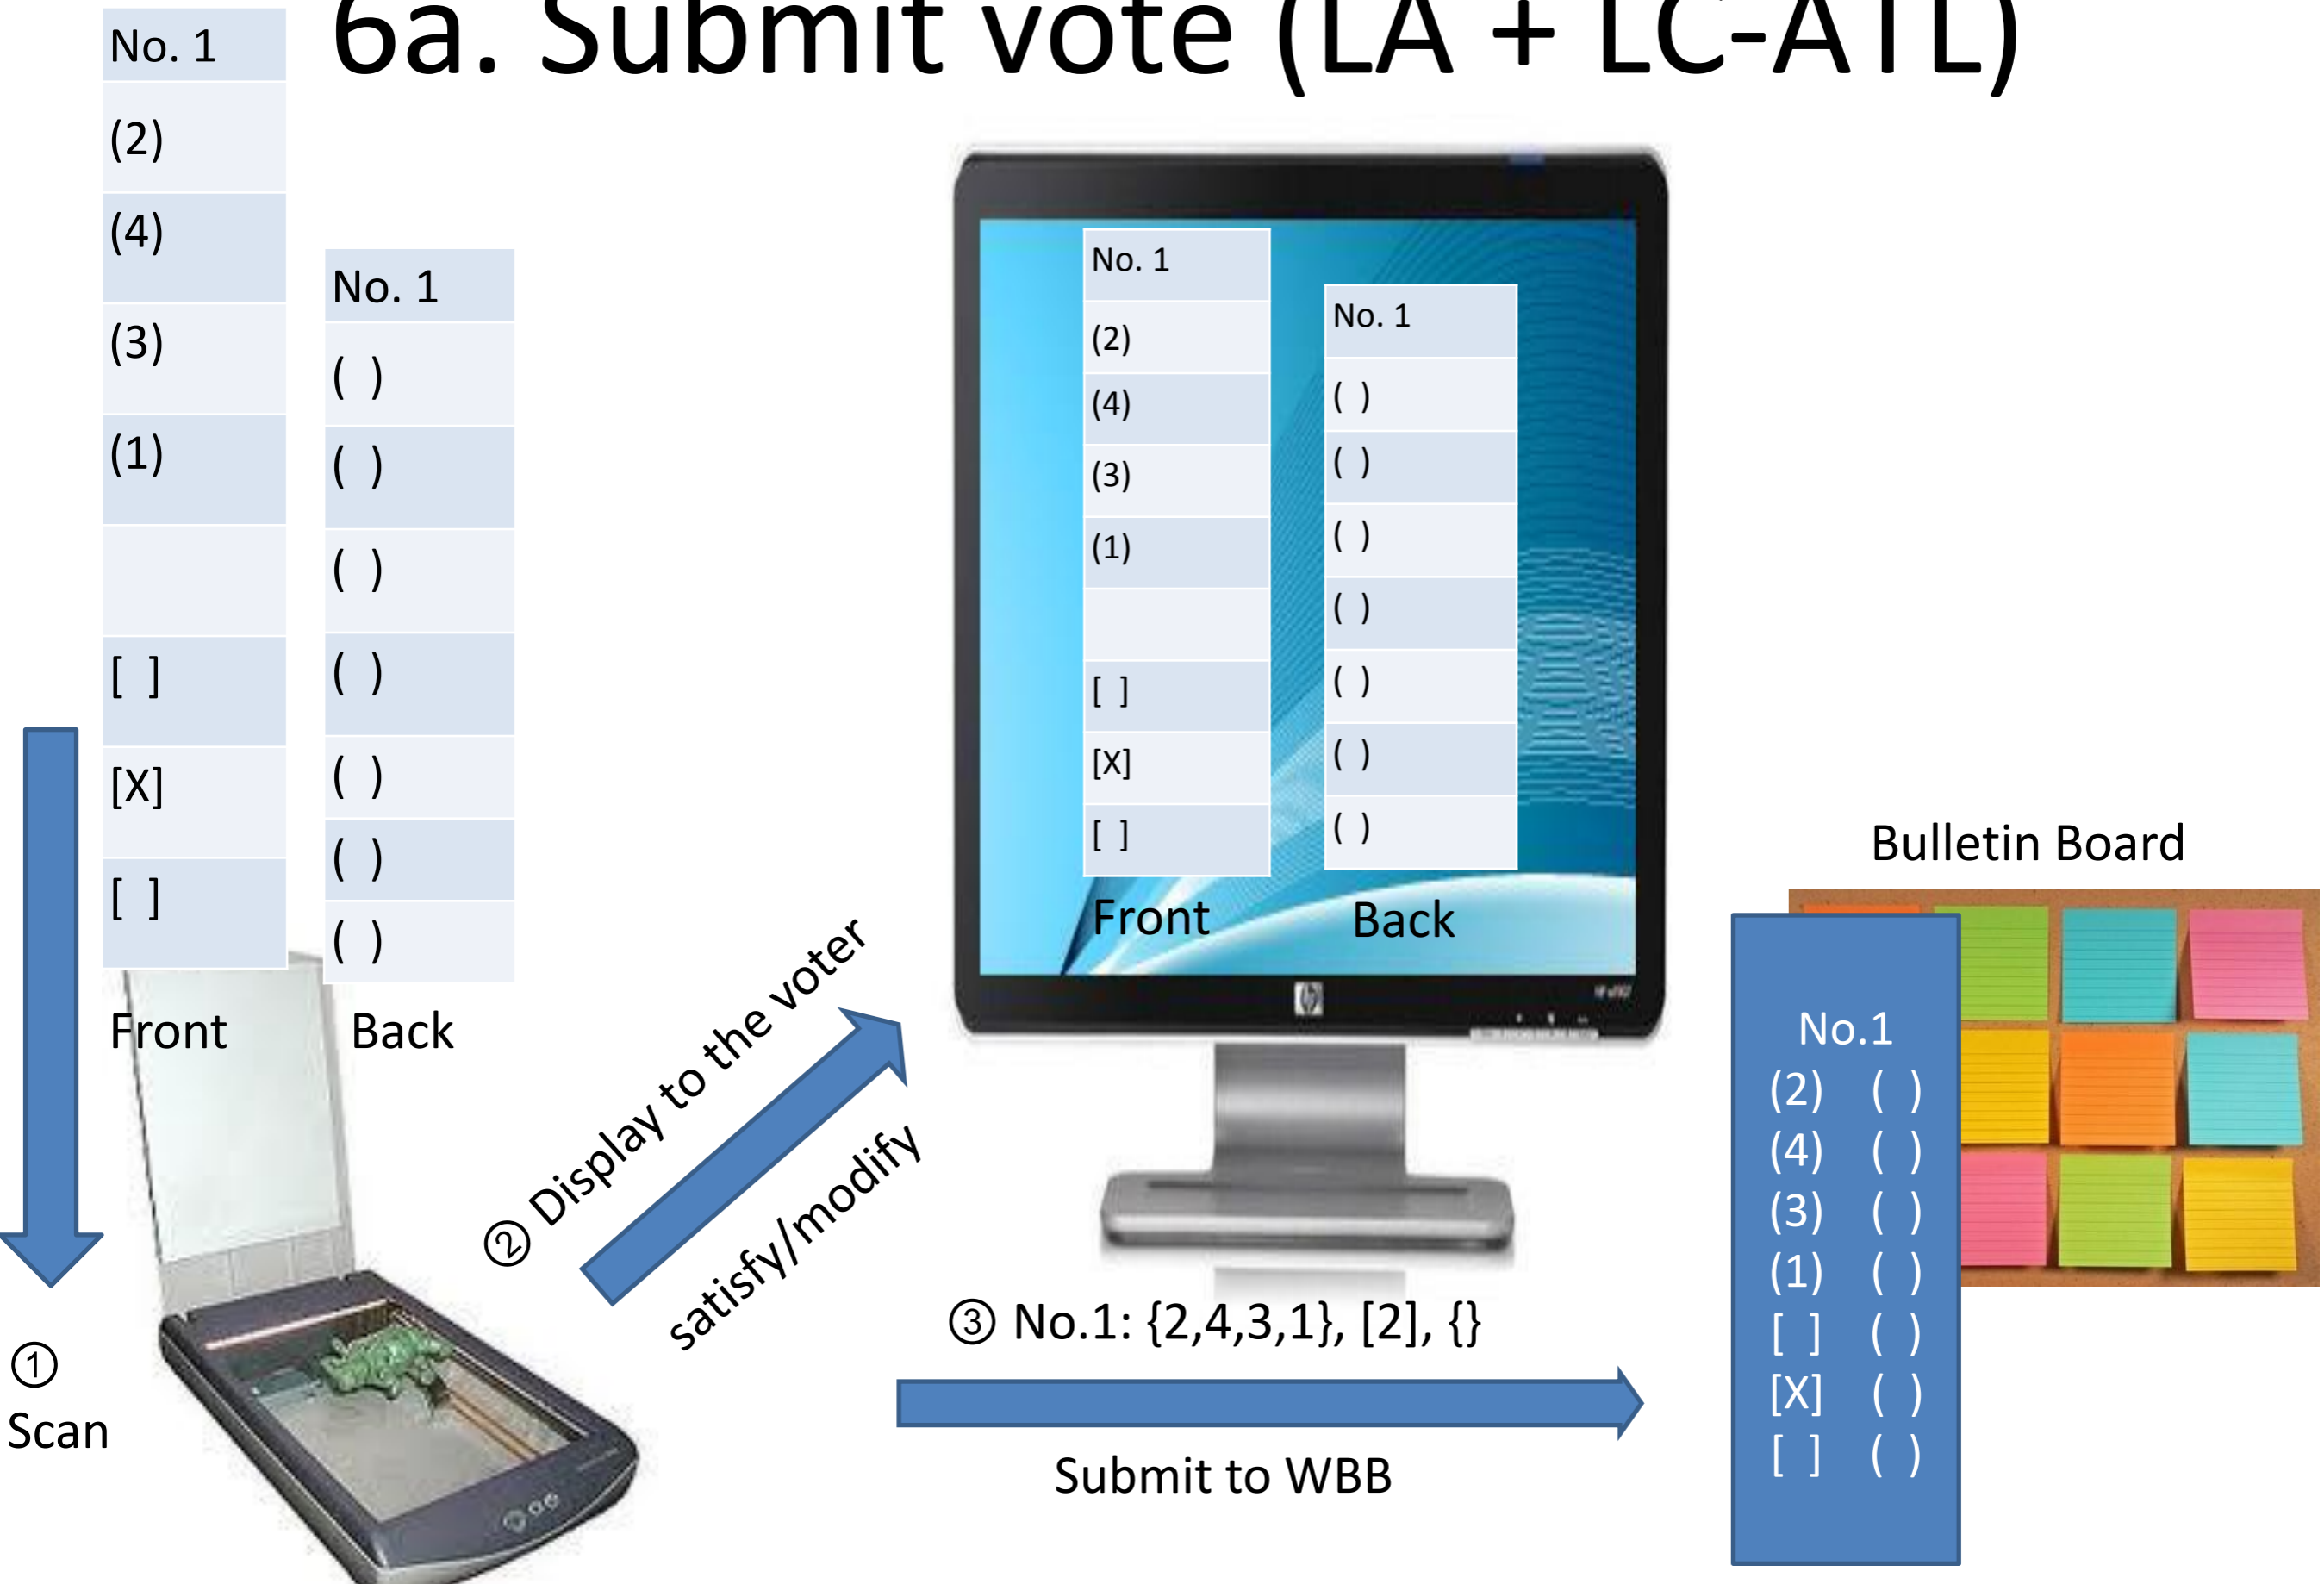 6a. Submit vote (LA + LC-ATL)
No. 1
(2)
(4)
(3)
(1)
[ ]
[X]
[ ]
Front
No. 1
( )
( )
( )
( )
( )
( )
( )
Back
① Scan
② Display to the voter
satisfy/modify
No. 1
(2)
(4)
(3)
(1)
[ ]
[X]
[ ]
Front
No. 1
( )
( )
( )
( )
( )
( )
( )
Back
hp
③ No.1: {2,4,3,1}, [2], {}
Submit to WBB
Bulletin Board
No.1
(2) ( )
(4) ( )
(3) ( )
(1) ( )
[ ] ( )
[X] ( )
[ ] ( )